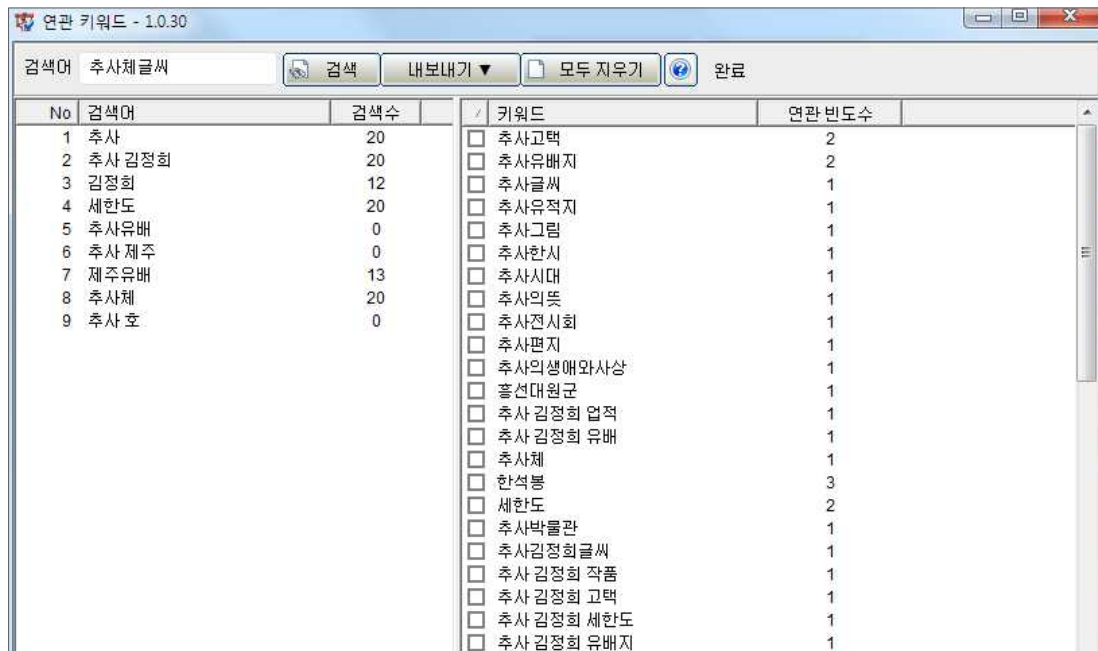 연관 키워드 - 1.0.30
검색어 추사체글씨 검색 내보내기 ▼ 모두 지우기 완료
No 검색어 검색수
1 추사 20
2 추사 김정희 20
3 김정희 12
4 세한도 20
5 추사유배 0
6 추사 제주 0
7 제주유배 13
8 추사체 20
9 추사 호 0
키워드 연관 빈도수
추사고택 2
추사유배지 2
추사글씨 1
추사유적지 1
추사그림 1
추사한시 1
추사시대 1
추사의뜻 1
추사전시회 1
추사편지 1
추사의생애와사상 1
흥선대원군 1
추사 김정희 업적 1
추사 김정희 유배 1
추사체 1
한석봉 3
세한도 2
추사박물관 1
추사김정희글씨 1
추사 김정희 작품 1
추사 김정희 고택 1
추사 김정희 세한도 1
추사 김정희 유배지 1